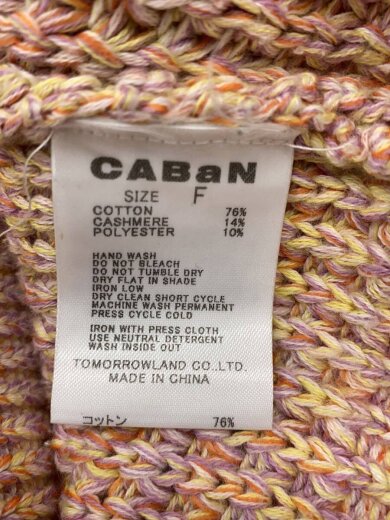 CABaN
SIZE F
COTTON 76%
CASHMERE 14%
POLYESTER 10%
HAND WASH
DO NOT BLEACH
DO NOT TUMBLE DRY
DRY FLAT IN SHADE
IRON LOW
DRY CLEAN SHORT CYCLE
MACHINE WASH PERMANENT
PRESS CYCLE COLD
IRON WITH PRESS CLOTH
USE NEUTRAL DETERGENT
WASH INSIDE OUT
TOMORROWLAND CO.,LTD.
MADE IN CHINA
コットン 76%